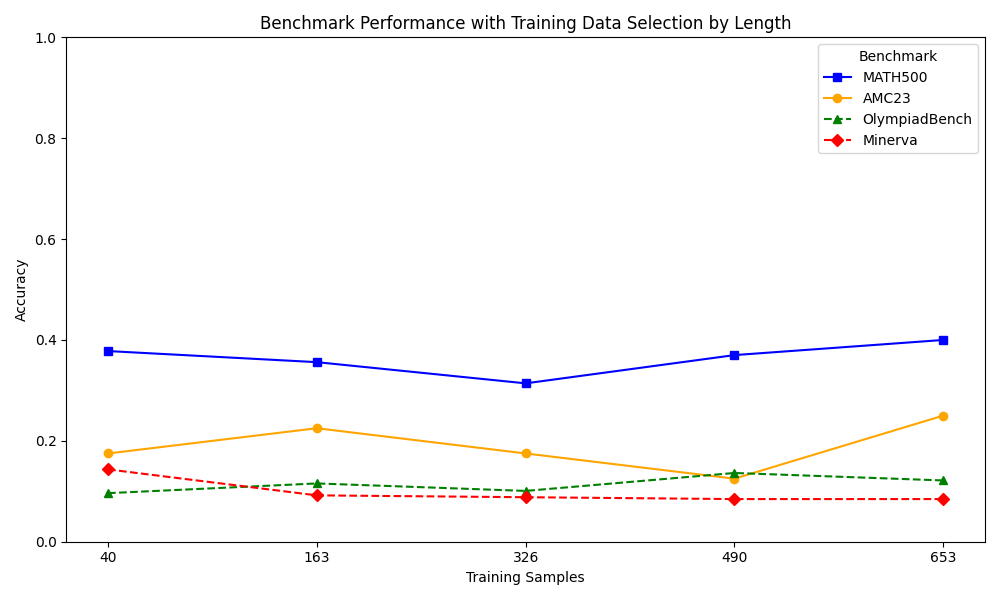 Benchmark Performance with Training Data Selection by Length
Benchmark
MATH500
AMC23
OlympiadBench
Minerva
1.0
0.8
0.6
0.4
0.2
0.0
Accuracy
40 163 326 490 653
Training Samples